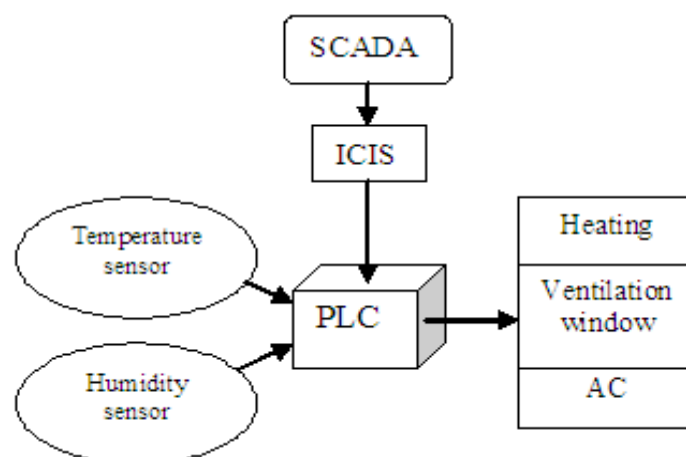 SCADA
ICIS
Temperature
sensor
Heating
PLC
Ventilation
window
Humidity
sensor
AC